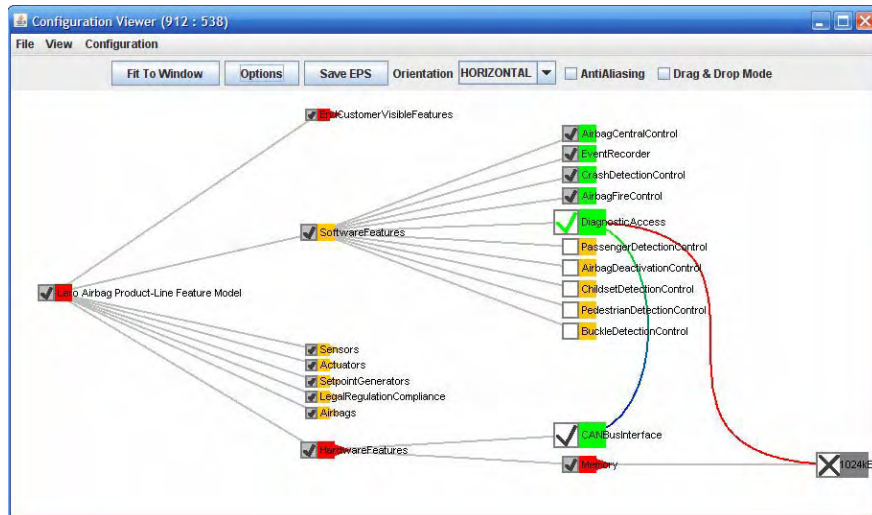 Configuration Viewer (912 : 538)
File View Configuration
Fit To Window Options Save EPS Orientation HORIZONTAL AntiAliasing Drag & Drop Mode
EndCustomerVisibleFeatures
AirbagCentralControl
EventRecorder
CrashDetectionControl
AirbagFireControl
DiagnosticAccess
SoftwareFeatures
PassengerDetectionControl
AirbagDeactivationControl
ChildsetDetectionControl
PedestrianDetectionControl
BuckleDetectionControl
Airbag Product-Line Feature Model
Sensors
Actuators
SetpointGenerators
LegalRegulationCompliance
Airbags
CANBusInterface
HardwareFeatures
Memory
1024kB